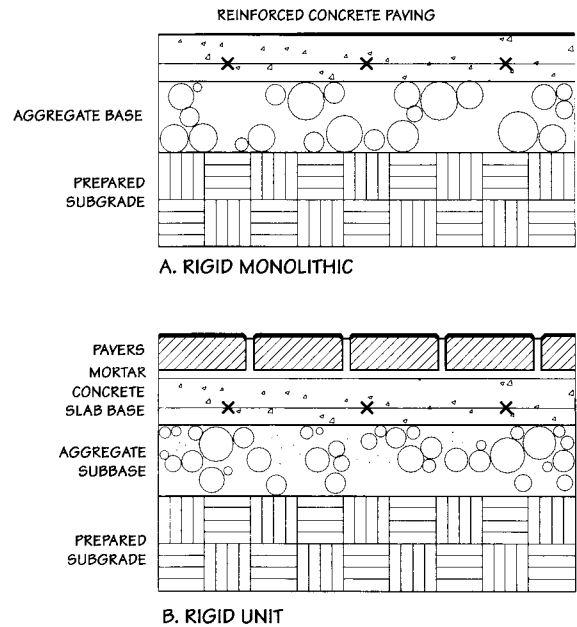 REINFORCED CONCRETE PAVING
AGGREGATE BASE
PREPARED
SUBGRADE
A. RIGID MONOLITHIC
PAVERS
MORTAR
CONCRETE
SLAB BASE
AGGREGATE
SUBBASE
PREPARED
SUBGRADE
B. RIGID UNIT